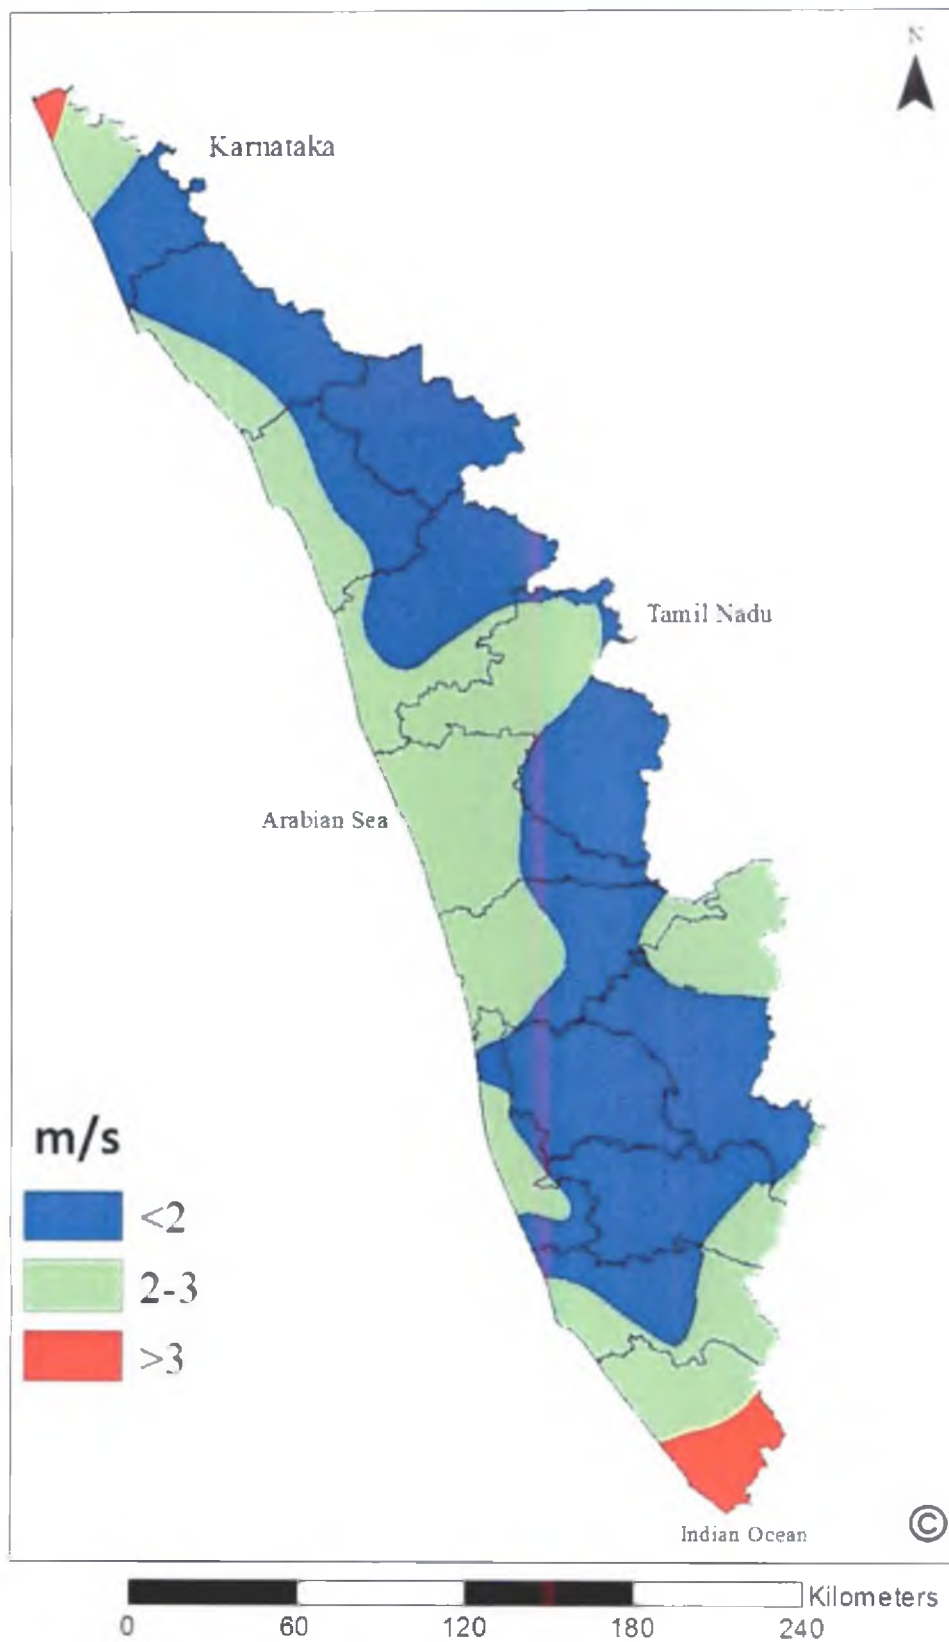 N
Karnataka
Tamil Nadu
Arabian Sea
m/s
<2
2-3
>3
Indian Ocean
©
Kilometers
0 60 120 180 240